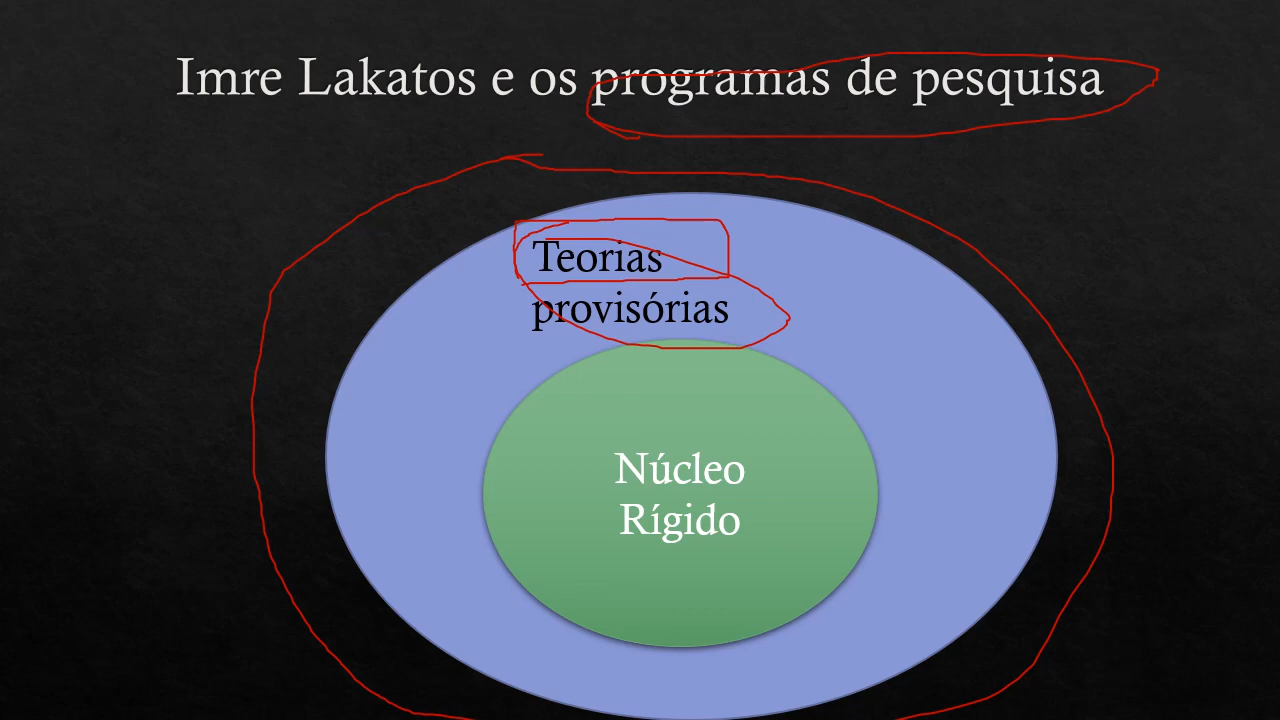 Imre Lakatos e os programas de pesquisa
Teorias
provisórias
Núcleo
Rígido